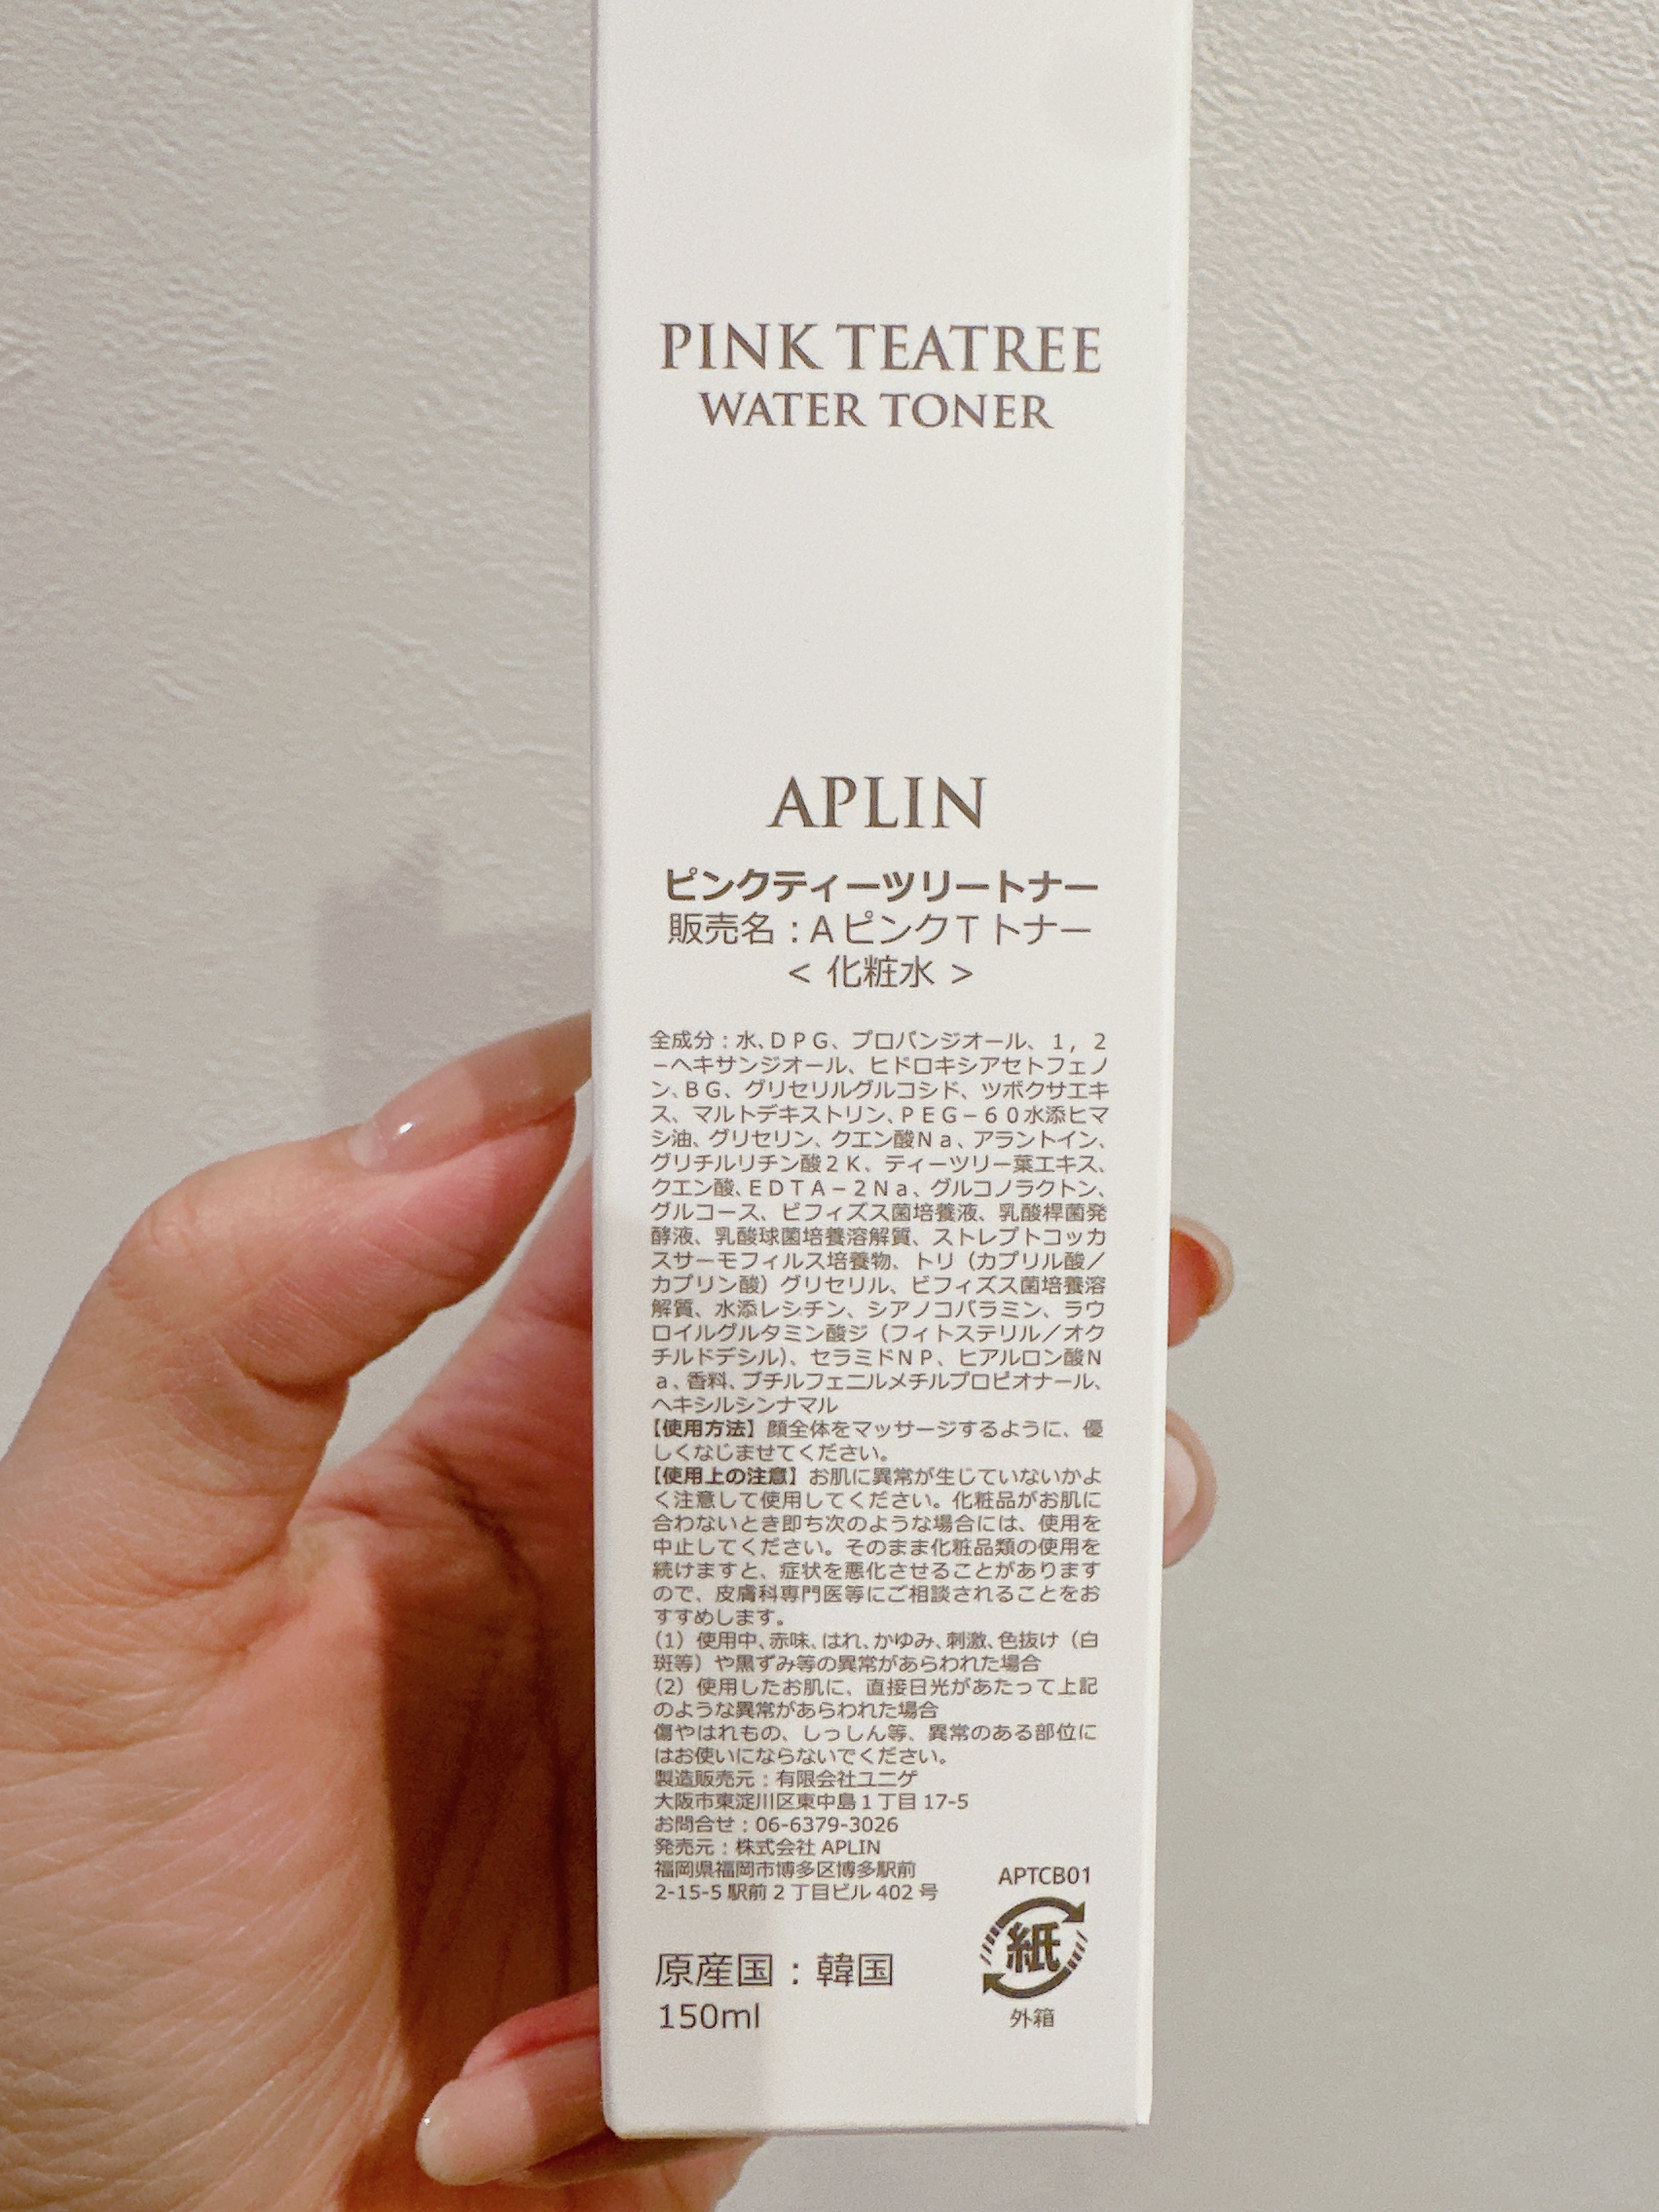 PINK TEATREE
WATER TONER
APLIN
ピンクティーツリートナー
販売名：AピンクTトナー
< 化粧水 >
全成分：水、DPG、プロパンジオール、1，2
－ヘキサンジオール、ヒドロキシアセトフェノ
ン、BG、グリセリルグルコシド、ツボクサエキ
ス、マルトデキストリン、PEG－60水添ヒマ
シ油、グリセリン、クエン酸Na、アラントイン、
グリチルリチン酸2K、ティーツリー葉エキス、
クエン酸、EDTA－2Na、グルコノラクトン、
グルコース、ビフィズス菌培養液、乳酸桿菌発
酵液、乳酸球菌培養溶解質、ストレプトコッカ
スサーモフィルス培養物、トリ（カプリル酸／
カプリン酸）グリセリル、ビフィズス菌培養溶
解質、水添レシチン、シアノコバラミン、ラウ
ロイルグルタミン酸ジ（フィトステリル／オク
チルドデシル）、セラミドNP、ヒアルロン酸N
a、香料、ブチルフェニルメチルプロピオナール、
ヘキシルシンナマル
【使用方法】顔全体をマッサージするように、優
しくなじませてください。
【使用上の注意】お肌に異常が生じていないかよ
く注意して使用してください。化粧品がお肌に
合わないとき即ち次のような場合には、使用を
中止してください。そのまま化粧品類の使用を
続けますと、症状を悪化させることがあります
ので、皮膚科専門医等にご相談されることをお
すすめします。
（1）使用中、赤味、はれ、かゆみ、刺激、色抜け（白
斑等）や黒ずみ等の異常があらわれた場合
（2）使用したお肌に、直接日光があたって上記
のような異常があらわれた場合
傷やはれもの、しっしん等、異常のある部位に
はお使いにならないでください。
製造販売元：有限会社ユニゲ
大阪市東淀川区東中島1丁目17-5
お問合せ：06-6379-3026
発売元：株式会社APLIN
福岡県福岡市博多区博多駅前
2-15-5駅前2丁目ビル402号
APTCB01
紙
外箱
原産国：韓国
150ml